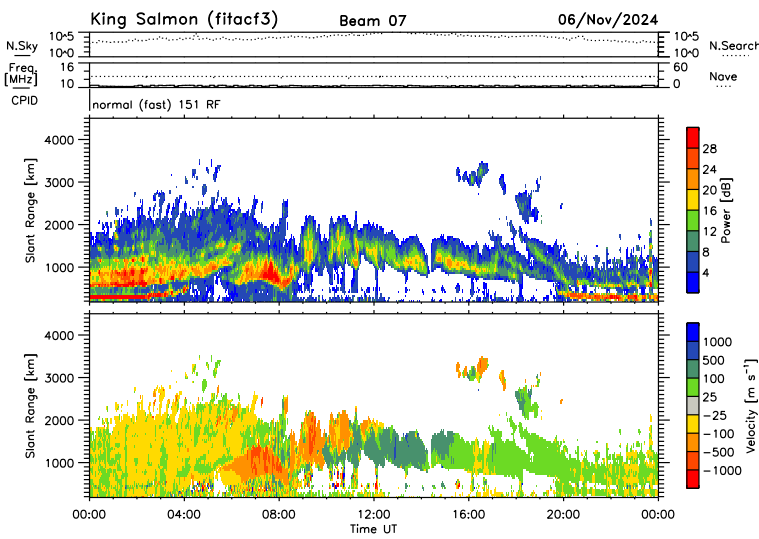 King Salmon (fitacf3) Beam 07 06/Nov/2024
N.Sky 10^5 10^0 10^5 10^0 N.Search
Freq [MHz] 16 10 60 0 Nave
CPID normal (fast) 151 RF
Slant Range [km] 4000 3000 2000 1000
Power [dB] 28 24 20 16 12 8 4
Slant Range [km] 4000 3000 2000 1000
Velocity [m s⁻¹] 1000 500 100 25 −25 −100 −500 −1000
00:00 04:00 08:00 12:00 16:00 20:00 00:00
Time UT